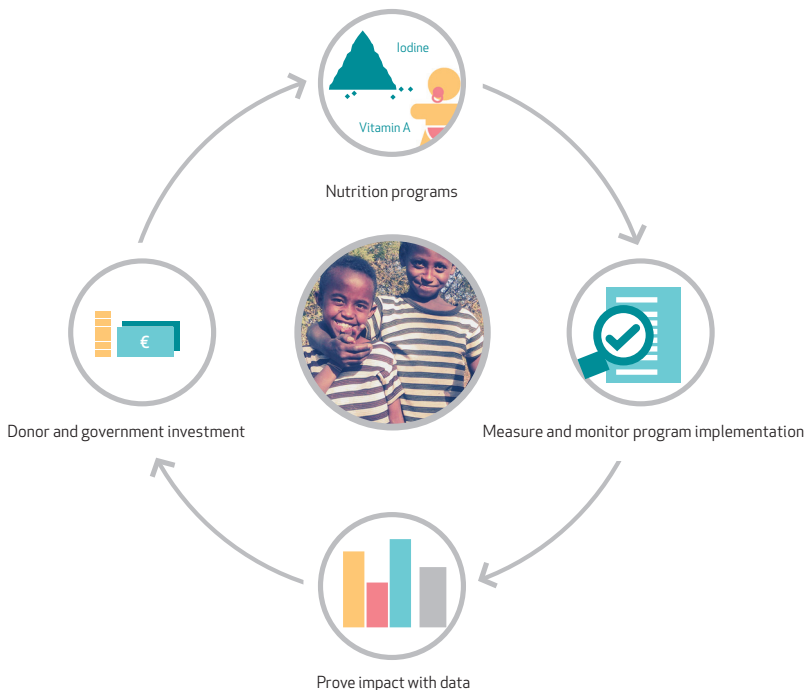 Iodine
Vitamin A
Nutrition programs
€
Donor and government investment
Measure and monitor program implementation
Prove impact with data